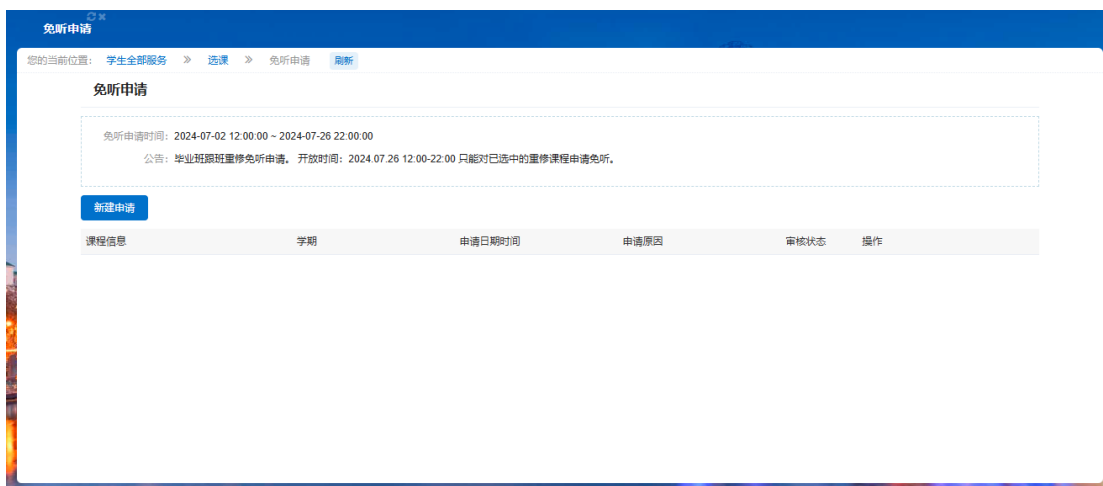 免听申请
您的当前位置： 学生全部服务 》 选课 》 免听申请 刷新
免听申请
免听申请时间：2024-07-02 12:00:00 ~ 2024-07-26 22:00:00
公告：毕业班跟班重修免听申请。 开放时间：2024.07.26 12:00-22:00 只能对已选中的重修课程申请免听。
新建申请
课程信息 学期 申请日期时间 申请原因 审核状态 操作